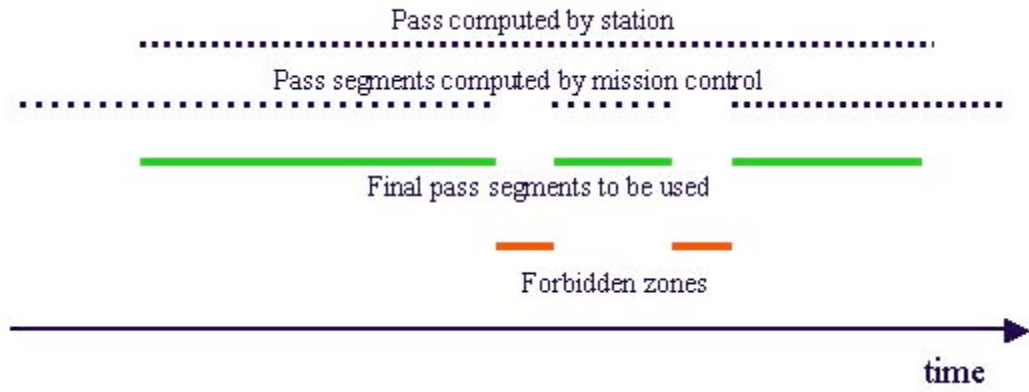 Pass computed by station
Pass segments computed by mission control
Final pass segments to be used
Forbidden zones
time